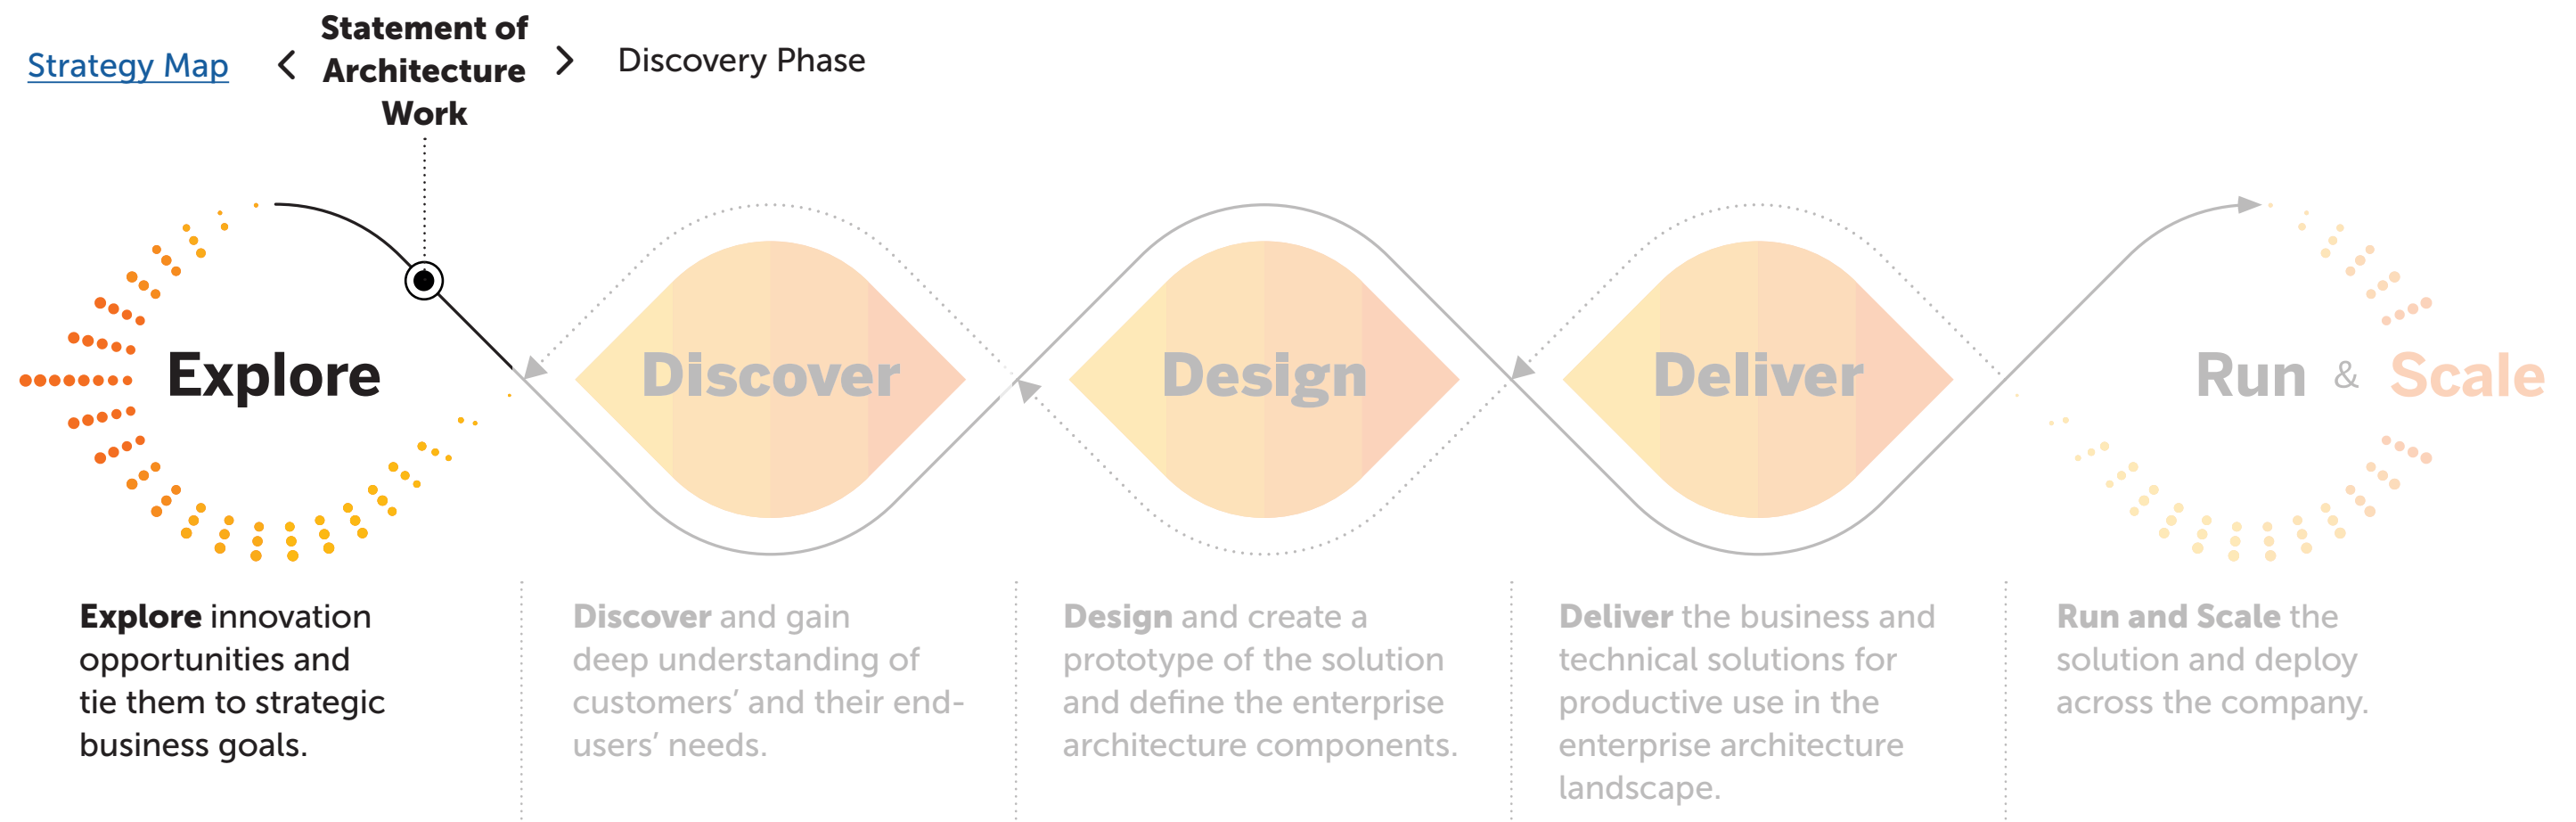 Strategy Map
<
Statement of
Architecture
Work
>
Discovery Phase
Explore
Discover
Design
Deliver
Run & Scale
Explore innovation
opportunities and
tie them to strategic
business goals.
Discover and gain
deep understanding of
customers’ and their end-
users’ needs.
Design and create a
prototype of the solution
and define the enterprise
architecture components.
Deliver the business and
technical solutions for
productive use in the
enterprise architecture
landscape.
Run and Scale the
solution and deploy
across the company.